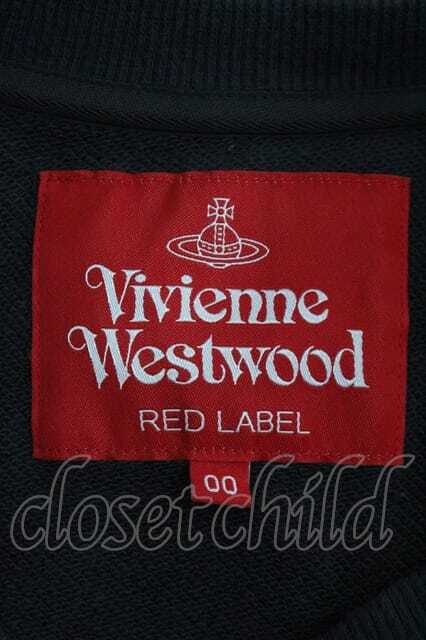 Vivienne
Westwood
RED LABEL
00
closet child